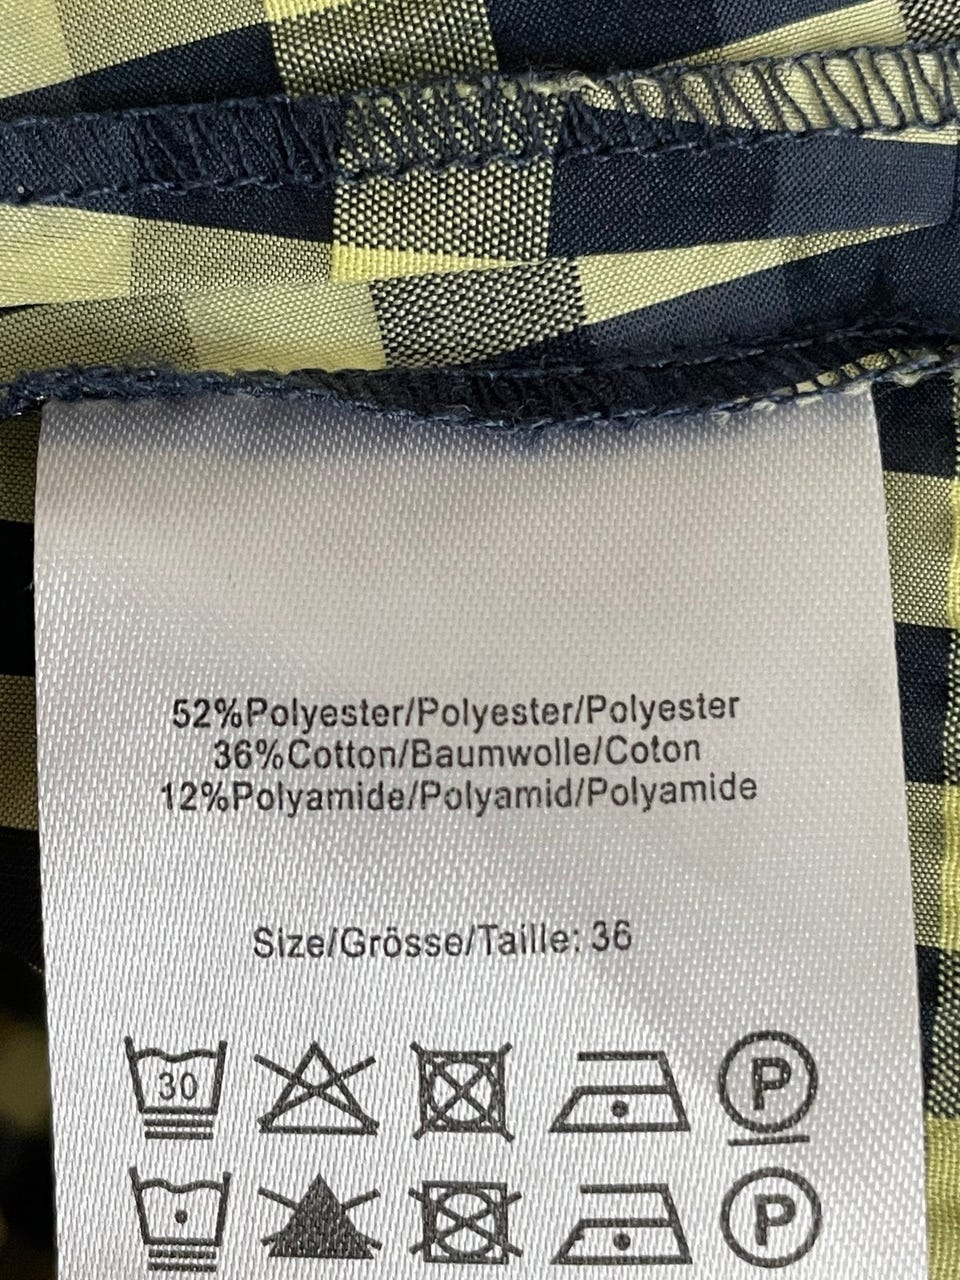 52%Polyester/Polyester/Polyester
36%Cotton/Baumwolle/Coton
12%Polyamide/Polyamid/Polyamide
Size/Grösse/Taille: 36
30 P
P